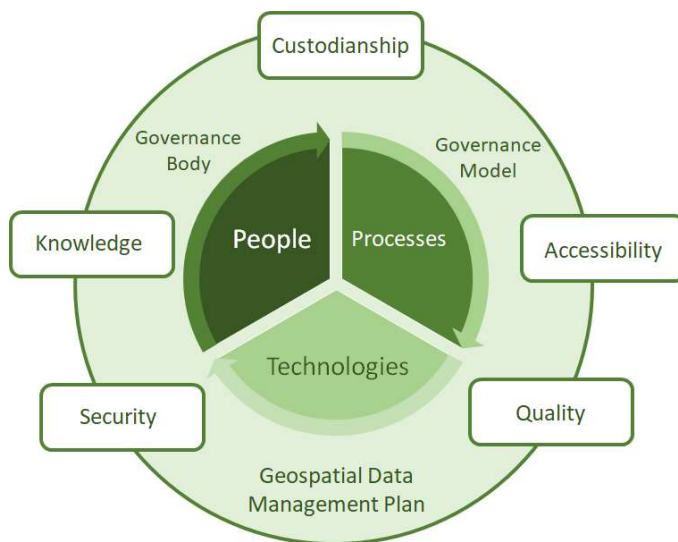 Custodianship
Governance
Body
Governance
Model
Knowledge
People
Processes
Accessibility
Technologies
Security
Quality
Geospatial Data
Management Plan